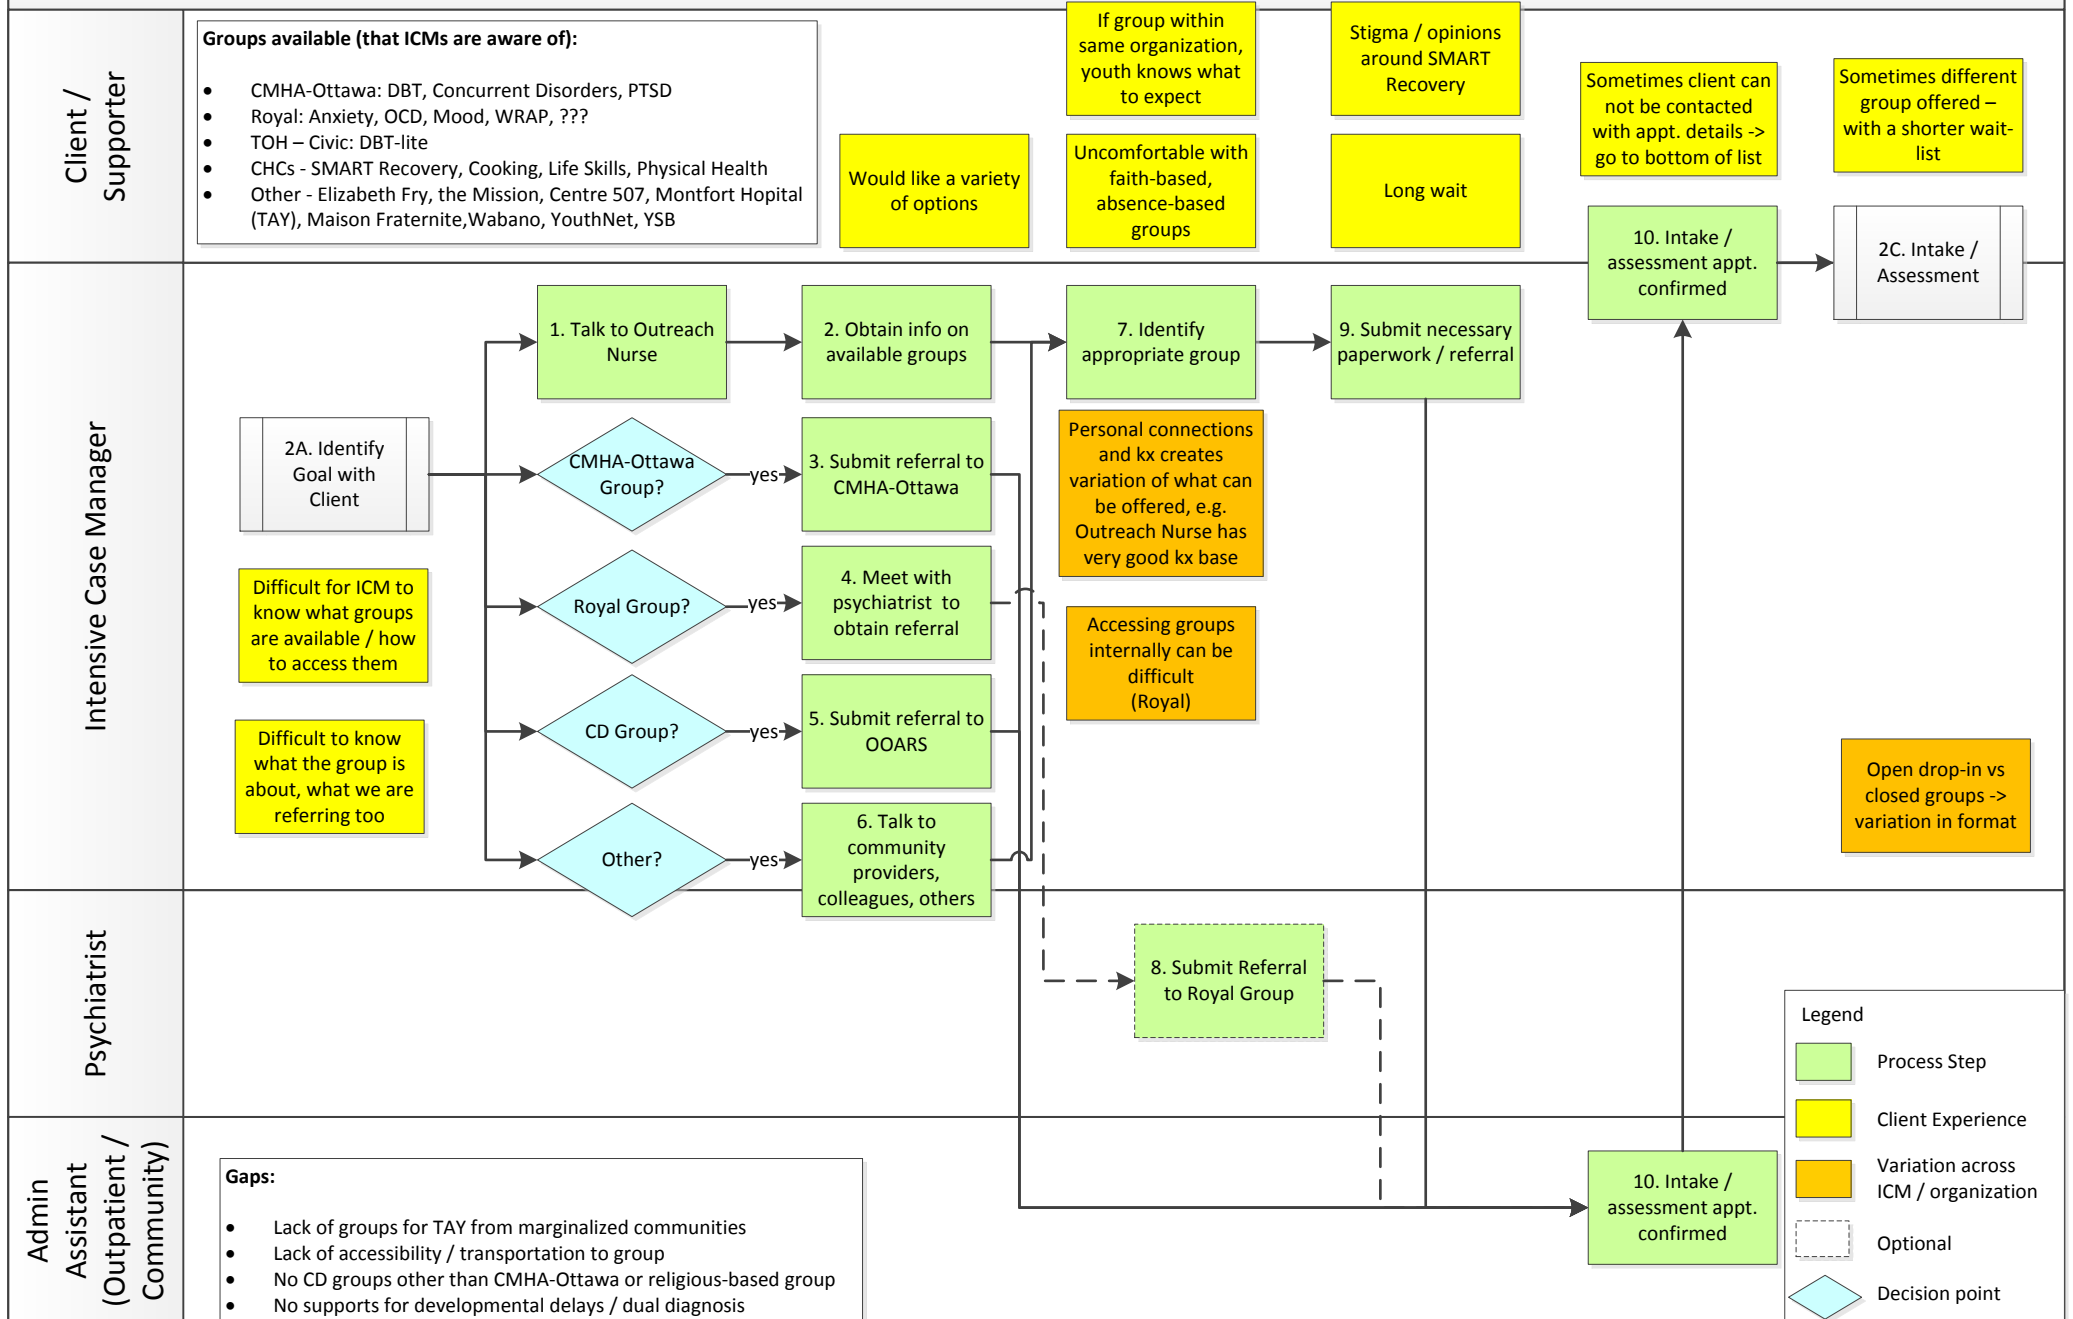 Client /
Supporter
Groups available (that ICMs are aware of):
• CMHA-Ottawa: DBT, Concurrent Disorders, PTSD
• Royal: Anxiety, OCD, Mood, WRAP, ???
• TOH – Civic: DBT-lite
• CHCs - SMART Recovery, Cooking, Life Skills, Physical Health
• Other - Elizabeth Fry, the Mission, Centre 507, Montfort Hopital
(TAY), Maison Fraternite,Wabano, YouthNet, YSB
Would like a variety
of options
If group within
same organization,
youth knows what
to expect
Uncomfortable with
faith-based,
absence-based
groups
Stigma / opinions
around SMART
Recovery
Long wait
Sometimes client can
not be contacted
with appt. details ->
go to bottom of list
Sometimes different
group offered –
with a shorter wait-
list
10. Intake /
assessment appt.
confirmed
2C. Intake /
Assessment
Intensive Case Manager
2A. Identify
Goal with
Client
Difficult for ICM to
know what groups
are available / how
to access them
Difficult to know
what the group is
about, what we are
referring too
1. Talk to Outreach
Nurse
2. Obtain info on
available groups
7. Identify
appropriate group
9. Submit necessary
paperwork / referral
CMHA-Ottawa
Group?
yes
3. Submit referral to
CMHA-Ottawa
Royal Group?
yes
4. Meet with
psychiatrist to
obtain referral
CD Group?
yes
5. Submit referral to
OOARS
Other?
yes
6. Talk to
community
providers,
colleagues, others
Personal connections
and kx creates
variation of what can
be offered, e.g.
Outreach Nurse has
very good kx base
Accessing groups
internally can be
difficult
(Royal)
Open drop-in vs
closed groups ->
variation in format
Psychiatrist
8. Submit Referral
to Royal Group
Admin
Assistant
(Outpatient /
Community)
Gaps:
• Lack of groups for TAY from marginalized communities
• Lack of accessibility / transportation to group
• No CD groups other than CMHA-Ottawa or religious-based group
• No supports for developmental delays / dual diagnosis
10. Intake /
assessment appt.
confirmed
Legend
Process Step
Client Experience
Variation across
ICM / organization
Optional
Decision point